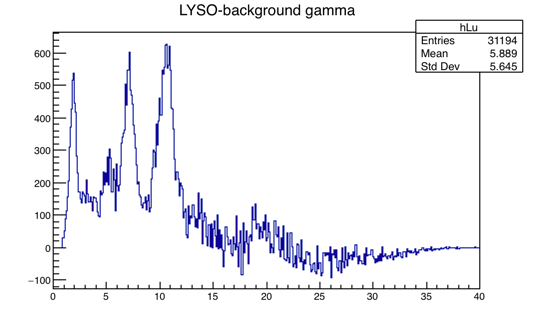 LYSO-background gamma
hLu
Entries 31194
Mean 5.889
Std Dev 5.645
600
500
400
300
200
100
0
−100
0 5 10 15 20 25 30 35 40